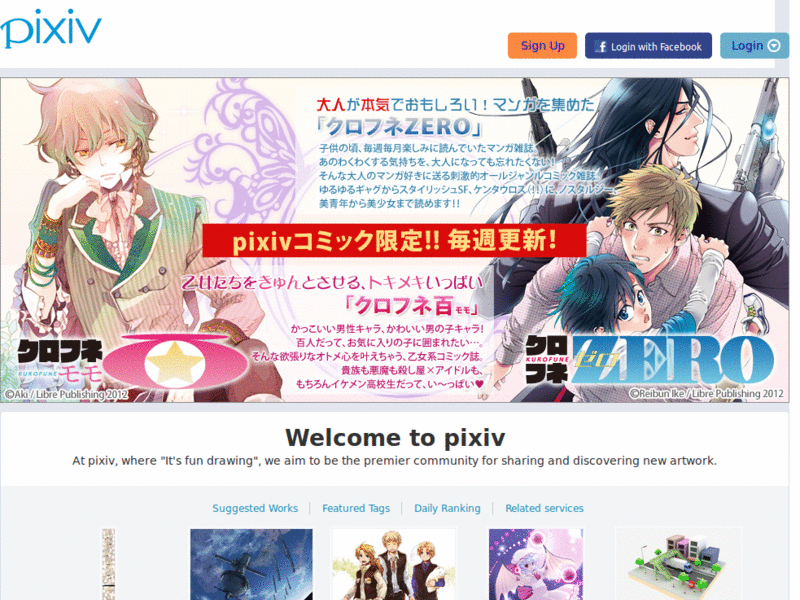 pixiv
Sign Up
Login with Facebook
Login
大人が本気でおもしろい!マンガを集めた
「クロフネZERO」
子供の頃、毎週毎月楽しみに読んでいたマンガ雑誌。
あのわくわくする気持ちを、大人になっても忘れたくない!
そんな大人のマンガ好きに送る刺激的オールジャンルコミック雑誌
ゆるゆるギャグからスタイリッシュSF、ケンタウロス(!!)に、ノスタルジー、
美青年から美少女まで読めます!!
pixivコミック限定!! 毎週更新!
乙女たちをきゅんとさせる、トキメキいっぱい
「クロフネ百モモ」
かっこいい男性キャラ、かわいい男の子キャラ!
百人だって、お気に入りの子に囲まれたい…。
そんな欲張りなオトメ心を叶えちゃう、乙女系コミック誌。
貴族も悪魔も殺し屋×アイドルも、
もちろんイケメン高校生だって、い〜っぱい♥
クロフネ
KUROFUNE
モモ
©Aki / Libre Publishing 2012
クロ
KUROFUNE
フネ
ゼロ
ZERO
©Reibun Ike / Libre Publishing 2012
Welcome to pixiv
At pixiv, where "It's fun drawing", we aim to be the premier community for sharing and discovering new artwork.
Suggested Works
Featured Tags
Daily Ranking
Related services